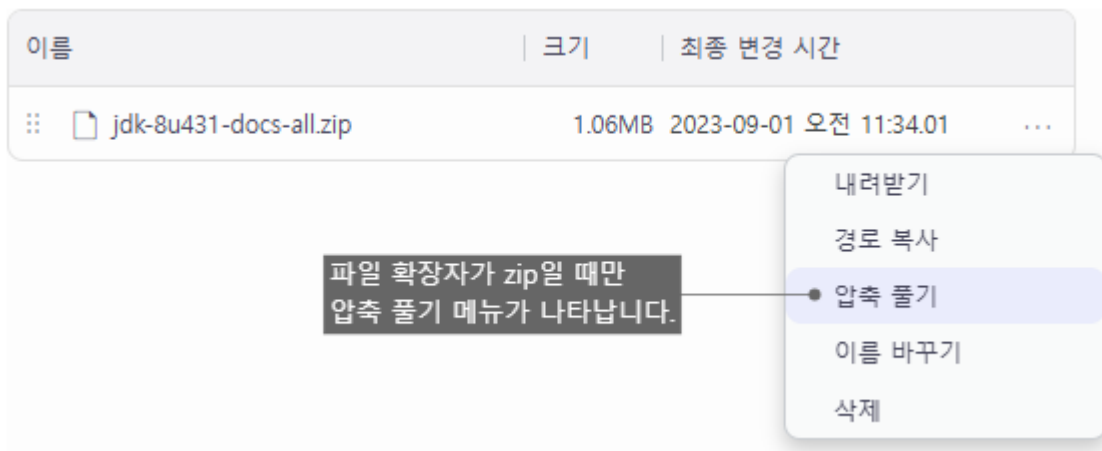 이름 크기 최종 변경 시간
jdk-8u431-docs-all.zip 1.06MB 2023-09-01 오전 11:34.01 ...
내려받기
경로 복사
파일 확장자가 zip일 때만
압축 풀기 메뉴가 나타납니다.
압축 풀기
이름 바꾸기
삭제